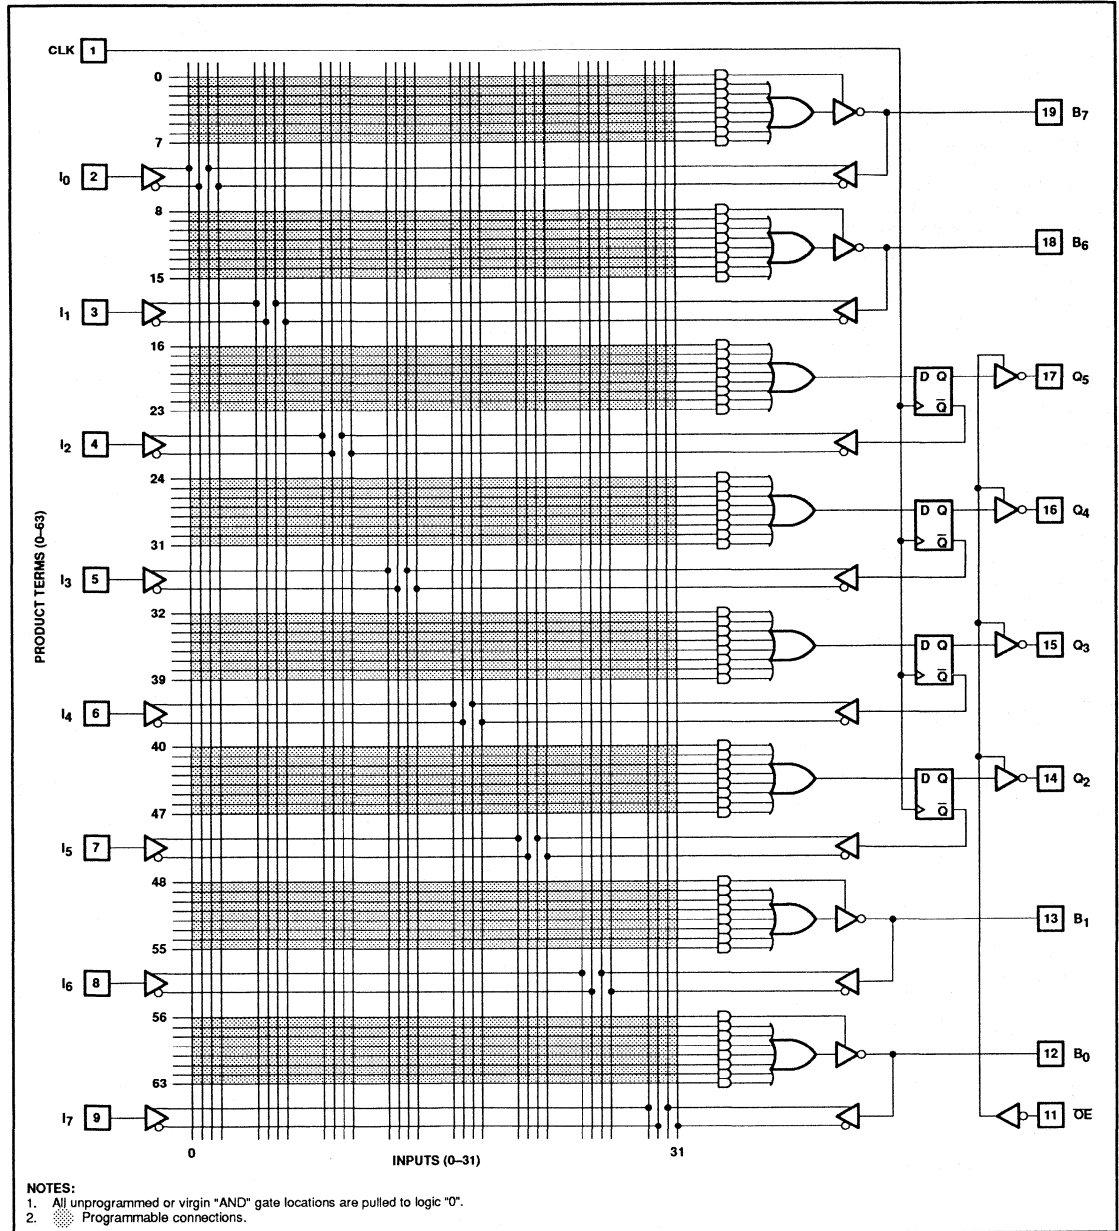 CLK 1
0
7
19 B7
I0 2
8
15
18 B6
I1 3
16
23
D Q
Q̅
17 Q5
I2 4
24
31
D Q
Q̅
16 Q4
I3 5
PRODUCT TERMS (0–63)
32
39
D Q
Q̅
15 Q3
I4 6
40
47
D Q
Q̅
14 Q2
I5 7
48
55
13 B1
I6 8
56
63
12 B0
I7 9
11 O̅E̅
0 INPUTS (0–31) 31
NOTES:
1. All unprogrammed or virgin "AND" gate locations are pulled to logic "0".
2. Programmable connections.